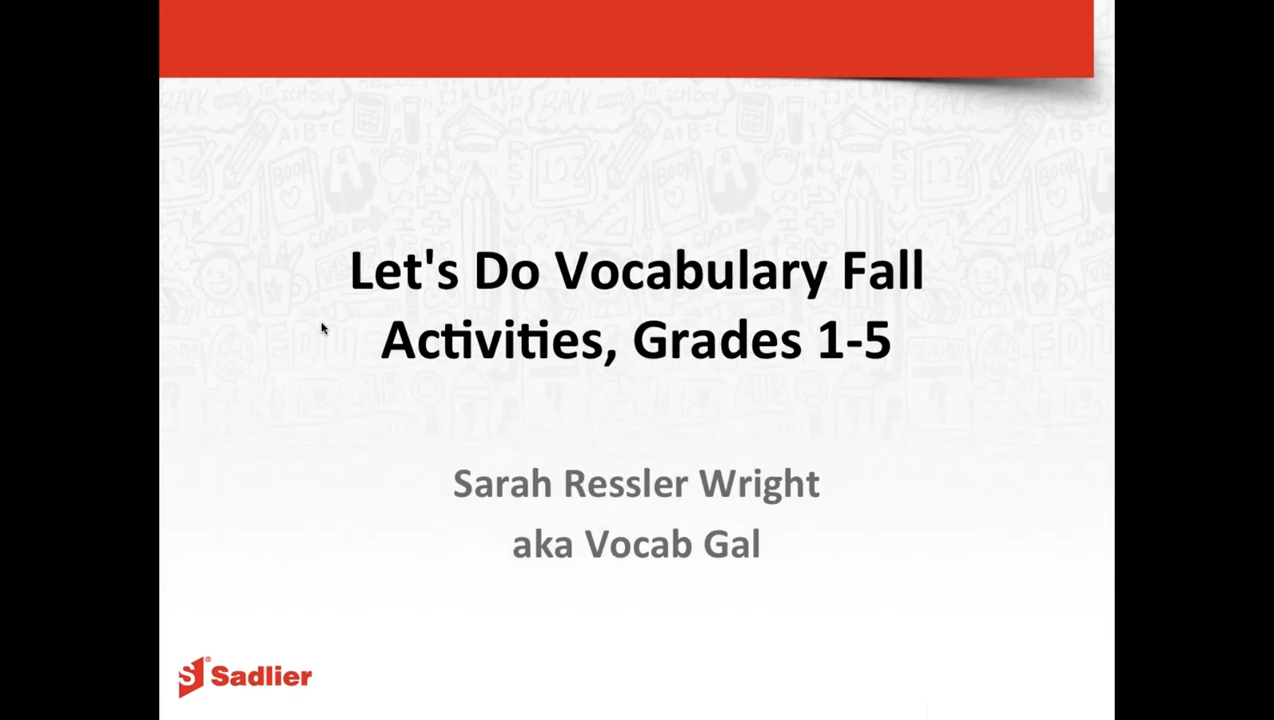 Let's Do Vocabulary Fall
Activities, Grades 1-5
Sarah Ressler Wright
aka Vocab Gal
S® Sadlier